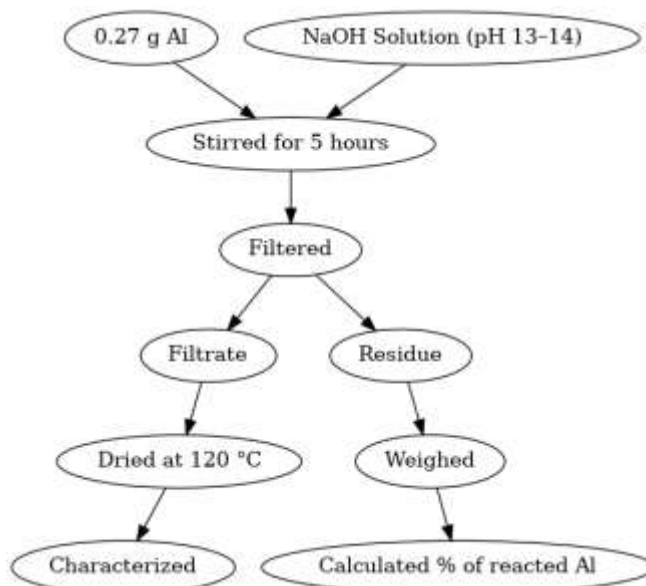 0.27 g Al
NaOH Solution (pH 13–14)
Stirred for 5 hours
Filtered
Filtrate
Residue
Dried at 120 °C
Weighed
Characterized
Calculated % of reacted Al